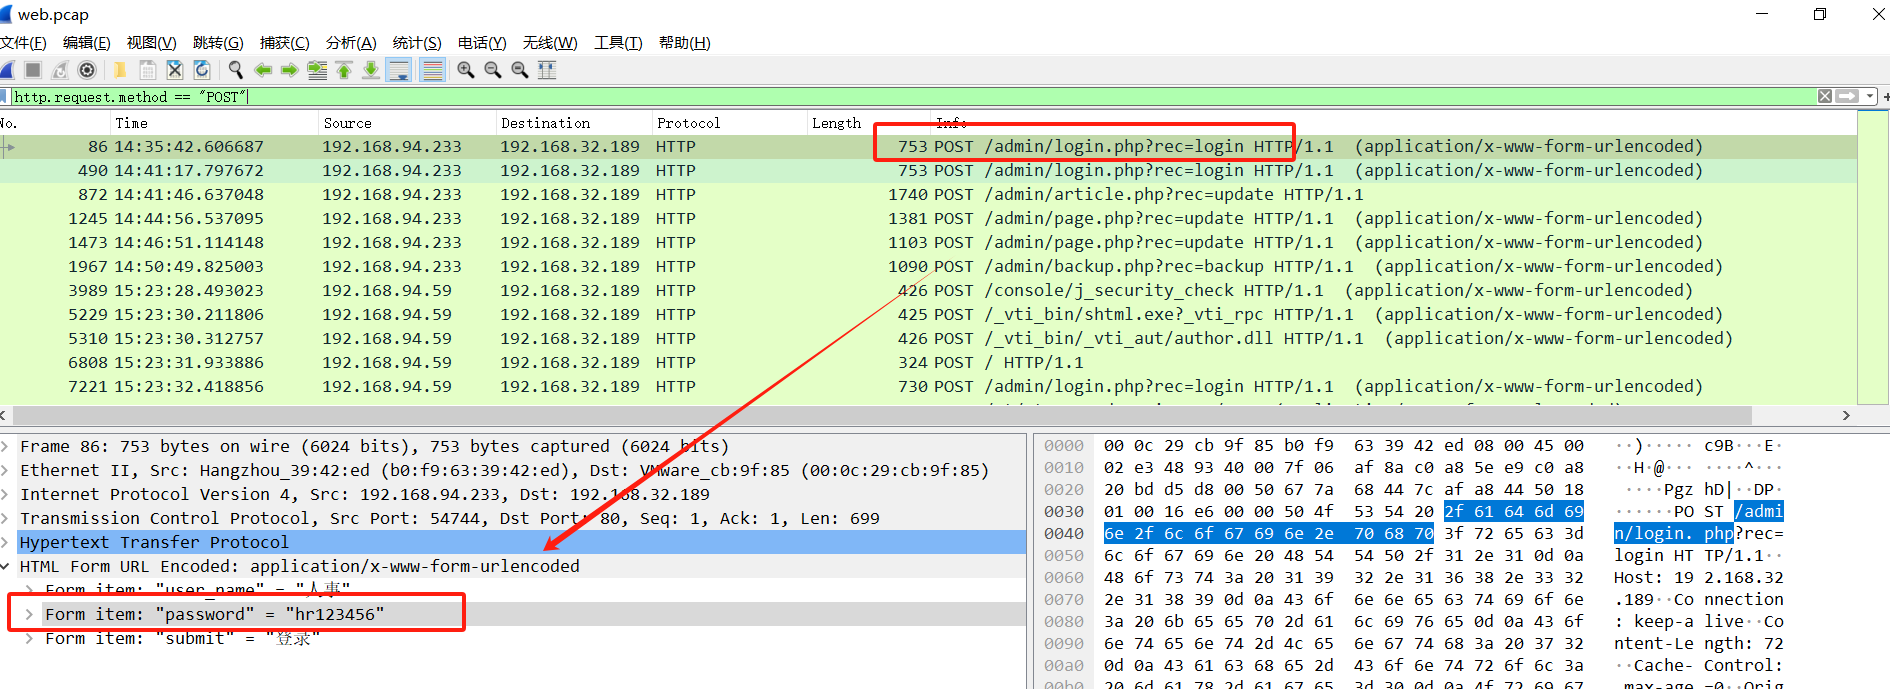 web.pcap
文件(F) 编辑(E) 视图(V) 跳转(G) 捕获(C) 分析(A) 统计(S) 电话(Y) 无线(W) 工具(T) 帮助(H)
http.request.method == "POST"
No. Time Source Destination Protocol Length Info
86 14:35:42.606687 192.168.94.233 192.168.32.189 HTTP 753 POST /admin/login.php?rec=login HTTP/1.1 (application/x-www-form-urlencoded)
490 14:41:17.797672 192.168.94.233 192.168.32.189 HTTP 753 POST /admin/login.php?rec=login HTTP/1.1 (application/x-www-form-urlencoded)
872 14:41:46.637048 192.168.94.233 192.168.32.189 HTTP 1740 POST /admin/article.php?rec=update HTTP/1.1
1245 14:44:56.537095 192.168.94.233 192.168.32.189 HTTP 1381 POST /admin/page.php?rec=update HTTP/1.1 (application/x-www-form-urlencoded)
1473 14:46:51.114148 192.168.94.233 192.168.32.189 HTTP 1103 POST /admin/page.php?rec=update HTTP/1.1 (application/x-www-form-urlencoded)
1967 14:50:49.825003 192.168.94.233 192.168.32.189 HTTP 1090 POST /admin/backup.php?rec=backup HTTP/1.1 (application/x-www-form-urlencoded)
3989 15:23:28.493023 192.168.94.59 192.168.32.189 HTTP 426 POST /console/j_security_check HTTP/1.1 (application/x-www-form-urlencoded)
5229 15:23:30.211806 192.168.94.59 192.168.32.189 HTTP 425 POST /_vti_bin/shtml.exe?_vti_rpc HTTP/1.1 (application/x-www-form-urlencoded)
5310 15:23:30.312757 192.168.94.59 192.168.32.189 HTTP 426 POST /_vti_bin/_vti_aut/author.dll HTTP/1.1 (application/x-www-form-urlencoded)
6808 15:23:31.933886 192.168.94.59 192.168.32.189 HTTP 324 POST / HTTP/1.1
7221 15:23:32.418856 192.168.94.59 192.168.32.189 HTTP 730 POST /admin/login.php?rec=login HTTP/1.1 (application/x-www-form-urlencoded)
Frame 86: 753 bytes on wire (6024 bits), 753 bytes captured (6024 bits)
Ethernet II, Src: Hangzhou_39:42:ed (b0:f9:63:39:42:ed), Dst: VMware_cb:9f:85 (00:0c:29:cb:9f:85)
Internet Protocol Version 4, Src: 192.168.94.233, Dst: 192.168.32.189
Transmission Control Protocol, Src Port: 54744, Dst Port: 80, Seq: 1, Ack: 1, Len: 699
Hypertext Transfer Protocol
HTML Form URL Encoded: application/x-www-form-urlencoded
Form item: "user_name" = "人事"
Form item: "password" = "hr123456"
Form item: "submit" = "登录"
0000 00 0c 29 cb 9f 85 b0 f9 63 39 42 ed 08 00 45 00 ··)····· c9B···E·
0010 02 e3 48 93 40 00 7f 06 af 8a c0 a8 5e e9 c0 a8 ··H·@··· ····^···
0020 20 bd d5 d8 00 50 67 7a 68 44 7c af a8 44 50 18 ····Pgz hD|··DP·
0030 01 00 16 e6 00 00 50 4f 53 54 20 2f 61 64 6d 69 ······PO ST /admi
0040 6e 2f 6c 6f 67 69 6e 2e 70 68 70 3f 72 65 63 3d n/login. php?rec=
0050 6c 6f 67 69 6e 20 48 54 54 50 2f 31 2e 31 0d 0a login HT TP/1.1··
0060 48 6f 73 74 3a 20 31 39 32 2e 31 36 38 2e 33 32 Host: 19 2.168.32
0070 2e 31 38 39 0d 0a 43 6f 6e 6e 65 63 74 69 6f 6e .189··Co nnection
0080 3a 20 6b 65 65 70 2d 61 6c 69 76 65 0d 0a 43 6f : keep-a live··Co
0090 6e 74 65 6e 74 2d 4c 65 6e 67 74 68 3a 20 37 32 ntent-Le ngth: 72
00a0 0d 0a 43 61 63 68 65 2d 43 6f 6e 74 72 6f 6c 3a ··Cache- Control:
00b0 20 6d 61 78 2d 61 67 65 3d 30 0d 0a 4f 72 69 67 max-age =0··Orig